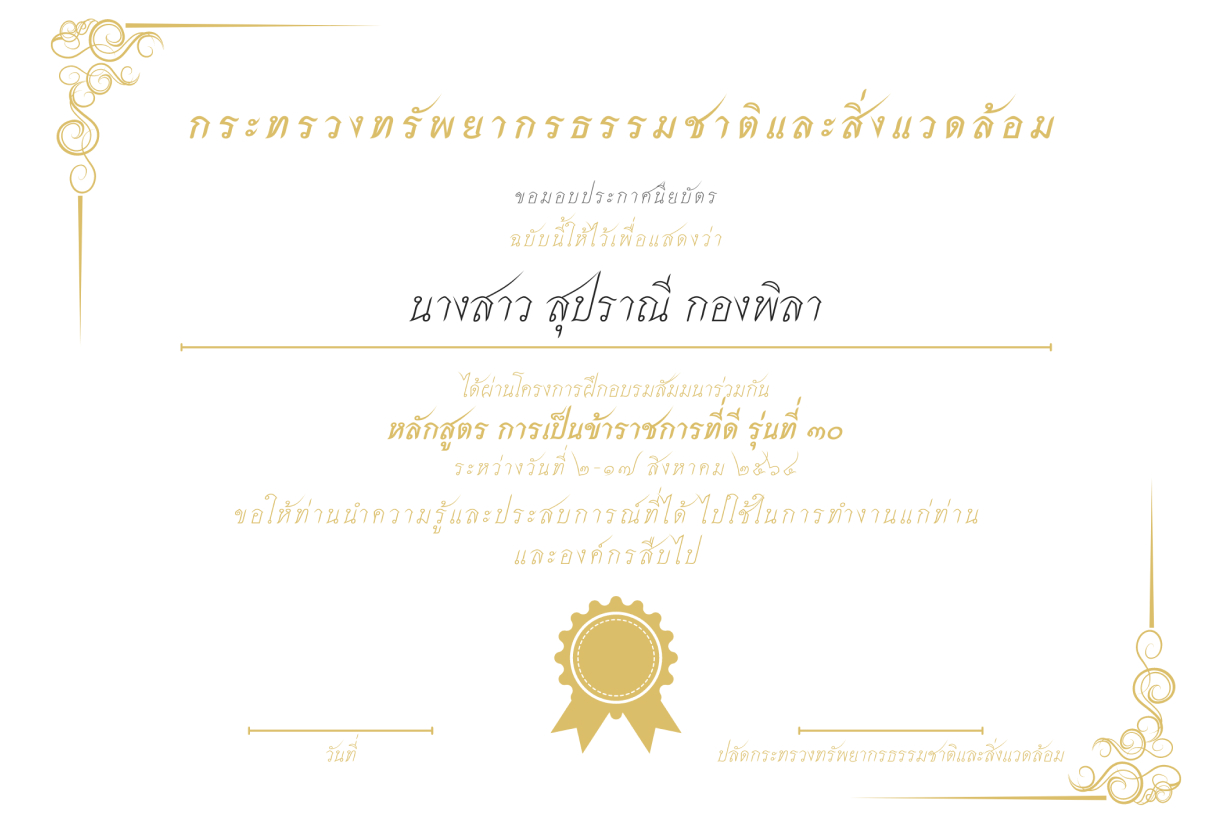 กระทรวงทรัพยากรธรรมชาติและสิ่งแวดล้อม
ขอมอบประกาศนียบัตร
ฉบับนี้ให้ไว้เพื่อแสดงว่า
นางสาว สุปราณี กองพิลา
ได้ผ่านโครงการฝึกอบรมสัมมนาร่วมกัน
หลักสูตร การเป็นข้าราชการที่ดี รุ่นที่ ๓๐
ระหว่างวันที่ ๒-๑๗ สิงหาคม ๒๕๖๔
ขอให้ท่านนำความรู้และประสบการณ์ที่ได้ ไปใช้ในการทำงานแก่ท่าน
และองค์กรสืบไป
วันที่
ปลัดกระทรวงทรัพยากรธรรมชาติและสิ่งแวดล้อม